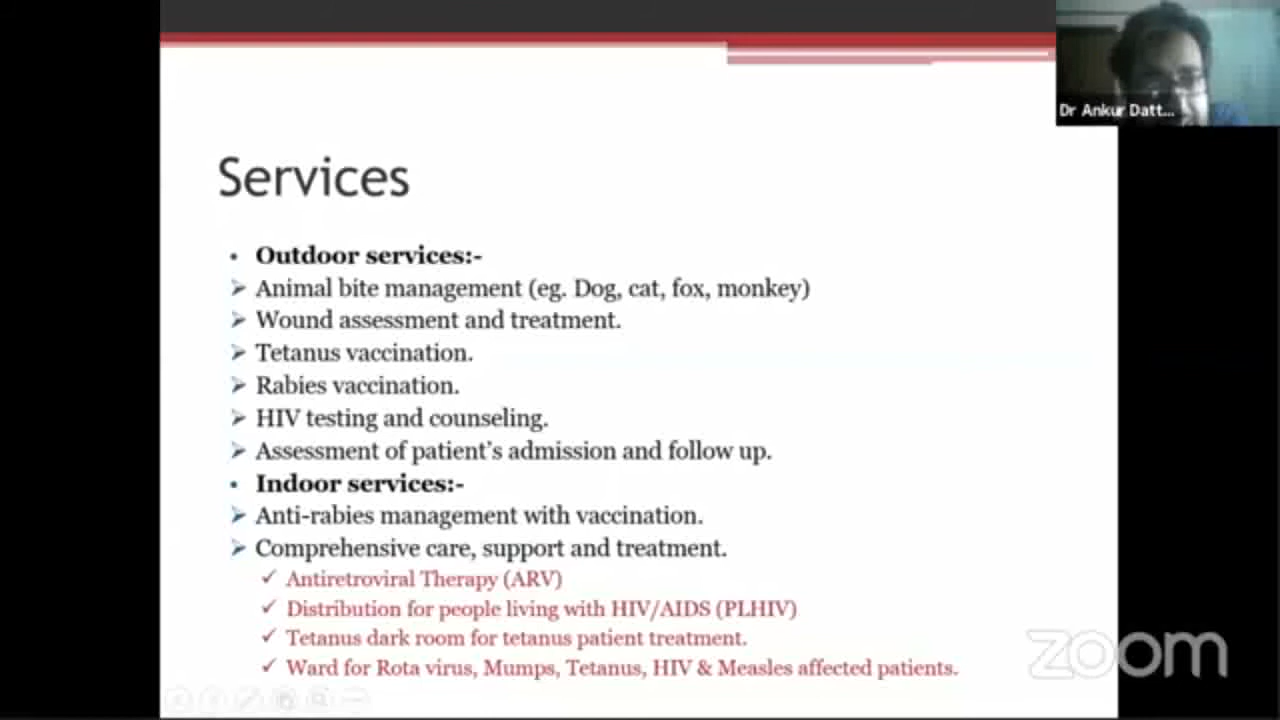 Dr Ankur Datt...
Services
• Outdoor services:-
➢ Animal bite management (eg. Dog, cat, fox, monkey)
➢ Wound assessment and treatment.
➢ Tetanus vaccination.
➢ Rabies vaccination.
➢ HIV testing and counseling.
➢ Assessment of patient's admission and follow up.
• Indoor services:-
➢ Anti-rabies management with vaccination.
➢ Comprehensive care, support and treatment.
✓ Antiretroviral Therapy (ARV)
✓ Distribution for people living with HIV/AIDS (PLHIV)
✓ Tetanus dark room for tetanus patient treatment.
✓ Ward for Rota virus, Mumps, Tetanus, HIV & Measles affected patients.
zoom